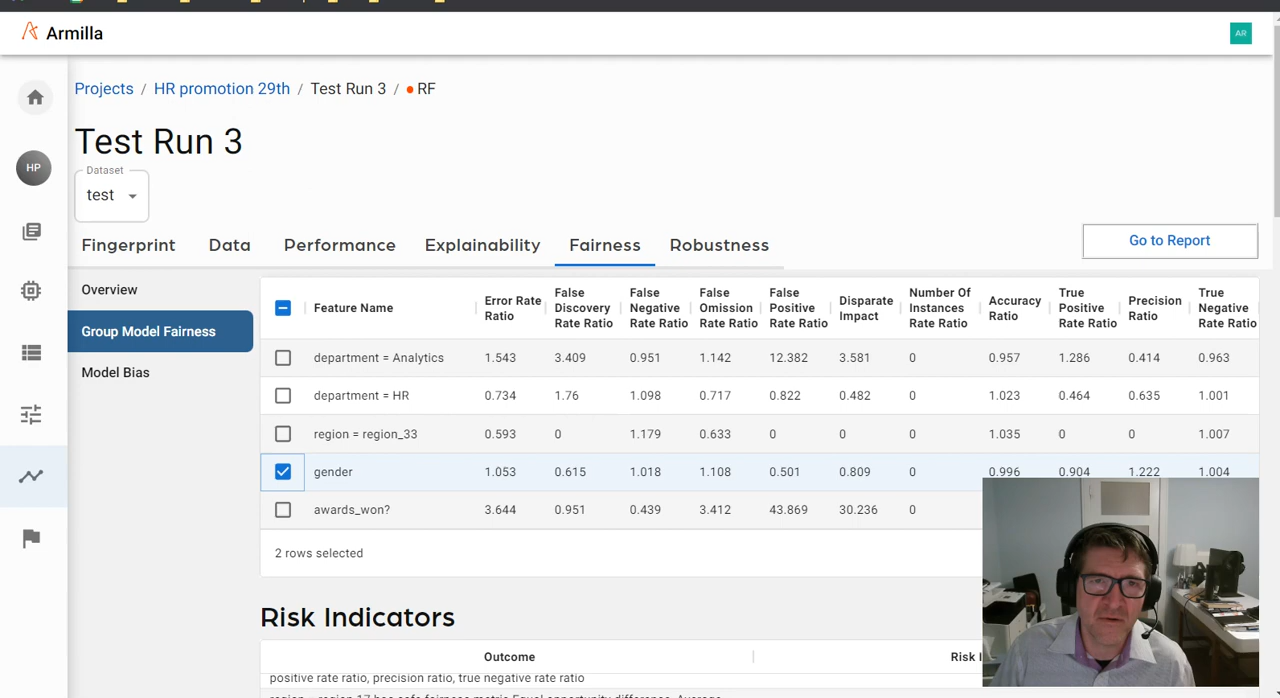 Armilla
AR
Projects / HR promotion 29th / Test Run 3 / RF
Test Run 3
HP
Dataset
test
Fingerprint Data Performance Explainability Fairness Robustness
Go to Report
Overview
Group Model Fairness
Model Bias
Feature Name Error Rate Ratio False Discovery Rate Ratio False Negative Rate Ratio False Omission Rate Ratio False Positive Rate Ratio Disparate Impact Number Of Instances Rate Ratio Accuracy Ratio True Positive Rate Ratio Precision Ratio True Negative Rate Ratio
department = Analytics 1.543 3.409 0.951 1.142 12.382 3.581 0 0.957 1.286 0.414 0.963
department = HR 0.734 1.76 1.098 0.717 0.822 0.482 0 1.023 0.464 0.635 1.001
region = region_33 0.593 0 1.179 0.633 0 0 0 1.035 0 0 1.007
gender 1.053 0.615 1.018 1.108 0.501 0.809 0 0.996 0.904 1.222 1.004
awards_won? 3.644 0.951 0.439 3.412 43.869 30.236 0
2 rows selected
Risk Indicators
Outcome Risk
positive rate ratio, precision ratio, true negative rate ratio